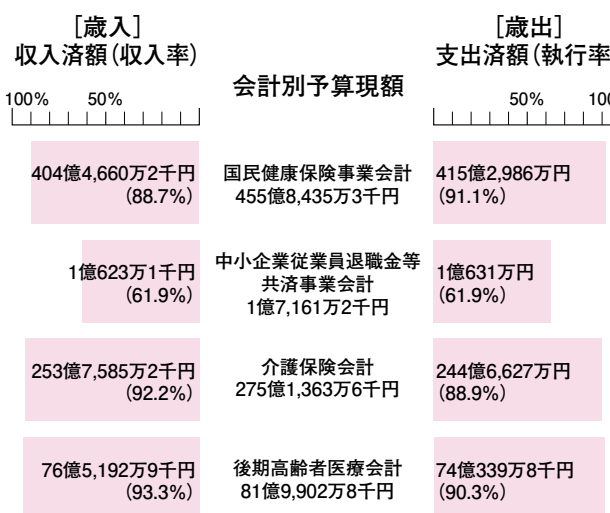 ［歳入］
収入済額（収入率）
100%
50%
会計別予算現額
［歳出］
支出済額（執行率
50%
100
404億4,660万2千円
（88.7%）
国民健康保険事業会計
455億8,435万3千円
415億2,986万円
（91.1%）
1億623万1千円
（61.9%）
中小企業従業員退職金等
共済事業会計
1億7,161万2千円
1億631万円
（61.9%）
253億7,585万2千円
（92.2%）
介護保険会計
275億1,363万6千円
244億6,627万円
（88.9%）
76億5,192万9千円
（93.3%）
後期高齢者医療会計
81億9,902万8千円
74億339万8千円
（90.3%）